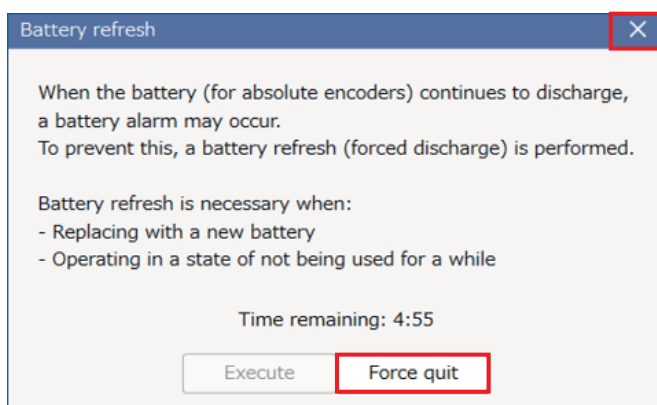 Battery refresh
When the battery (for absolute encoders) continues to discharge,
a battery alarm may occur.
To prevent this, a battery refresh (forced discharge) is performed.
Battery refresh is necessary when:
- Replacing with a new battery
- Operating in a state of not being used for a while
Time remaining: 4:55
Execute Force quit